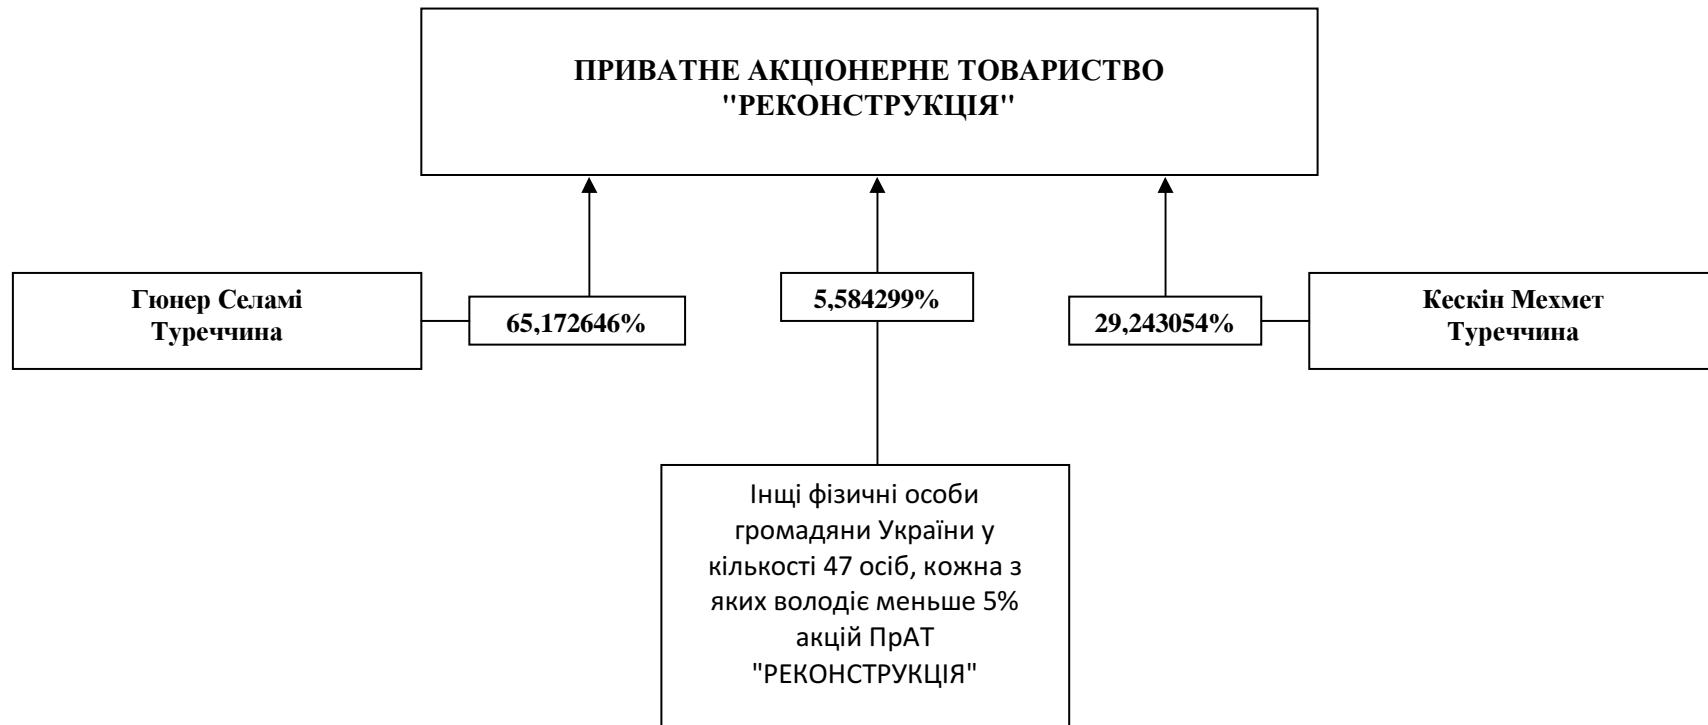 ПРИВАТНЕ АКЦІОНЕРНЕ ТОВАРИСТВО
"РЕКОНСТРУКЦІЯ"
Гюнер Селамі
Туреччина
65,172646%
5,584299%
29,243054%
Кескін Мехмет
Туреччина
Інщі фізичні особи
громадяни України у
кількості 47 осіб, кожна з
яких володіє меньше 5%
акцій ПрАТ
"РЕКОНСТРУКЦІЯ"